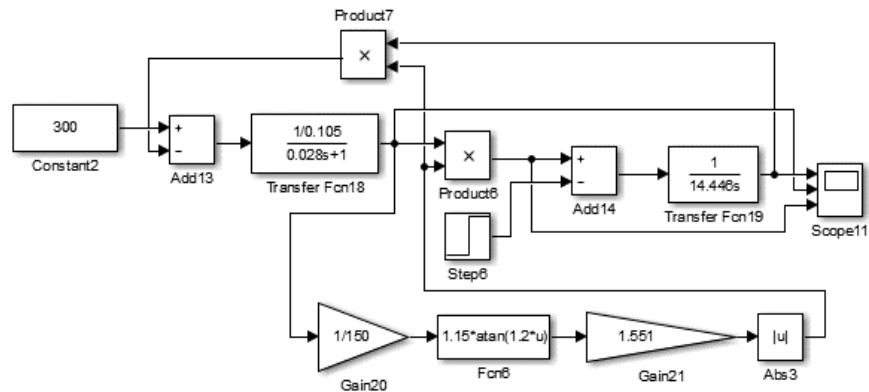 Product7
×
300
Constant2
+
−
Add13
1/0.105
0.028s+1
Transfer Fcn18
×
Product6
+
−
Add14
1
14.446s
Transfer Fcn19
Scope11
Step6
1/150
Gain20
1.15*atan(1.2*u)
Fcn6
1.551
Gain21
|u|
Abs3